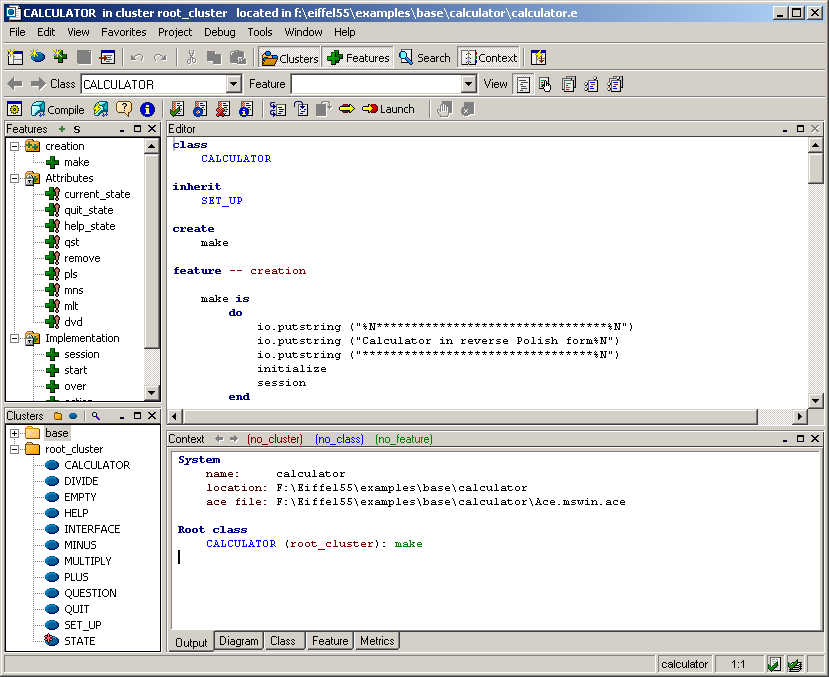 CALCULATOR in cluster root_cluster located in f:\eiffel55\examples\base\calculator\calculator.e
File Edit View Favorites Project Debug Tools Window Help
Clusters Features Search Context
Class CALCULATOR Feature View
Compile Launch
Features
creation
make
Attributes
current_state
quit_state
help_state
qst
remove
pls
mns
mlt
dvd
Implementation
session
start
over
Editor
class
CALCULATOR
inherit
SET_UP
create
make
feature -- creation
make is
do
io.putstring ("%N*********************************%N")
io.putstring ("Calculator in reverse Polish form%N")
io.putstring ("*********************************%N")
initialize
session
end
Clusters
base
root_cluster
CALCULATOR
DIVIDE
EMPTY
HELP
INTERFACE
MINUS
MULTIPLY
PLUS
QUESTION
QUIT
SET_UP
STATE
Context (no_cluster) (no_class) (no_feature)
System
name: calculator
location: F:\Eiffel55\examples\base\calculator
ace file: F:\Eiffel55\examples\base\calculator\Ace.mswin.ace
Root class
CALCULATOR (root_cluster): make
Output Diagram Class Feature Metrics
calculator 1:1